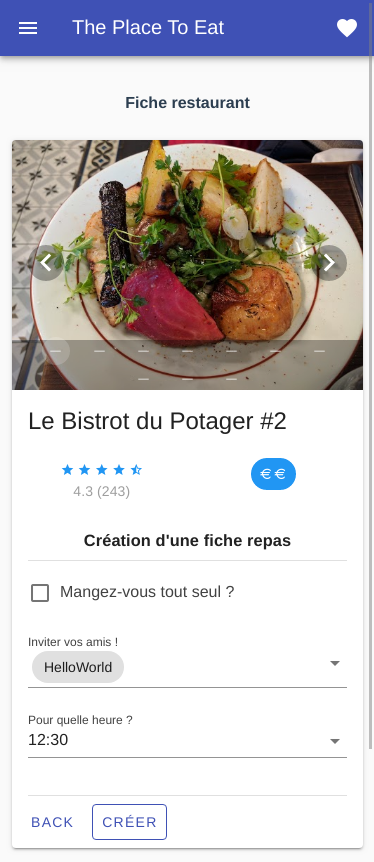 The Place To Eat
Fiche restaurant
Le Bistrot du Potager #2
4.3 (243)
€€
Création d'une fiche repas
Mangez-vous tout seul ?
Inviter vos amis !
HelloWorld
Pour quelle heure ?
12:30
BACK
CRÉER